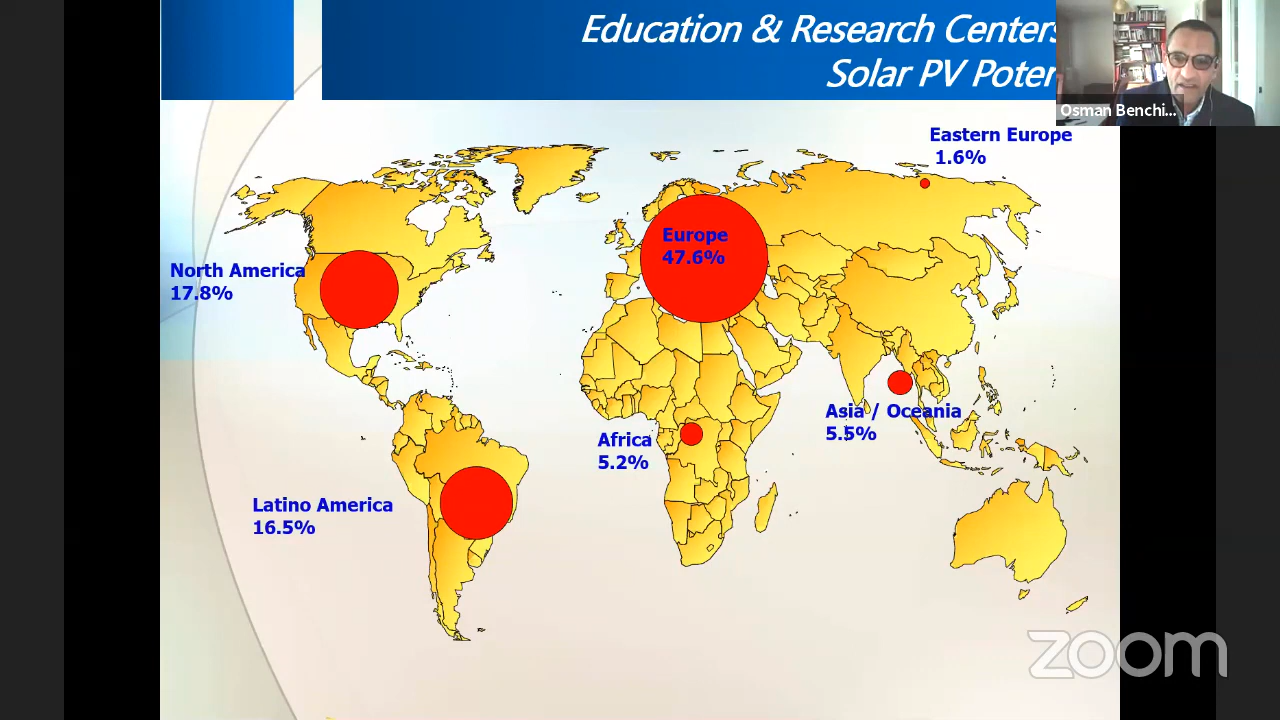 Education & Research Centers
Solar PV
Osman Benchi...
Eastern Europe
1.6%
Europe
47.6%
North America
17.8%
Asia / Oceania
5.5%
Africa
5.2%
Latino America
16.5%
zoom